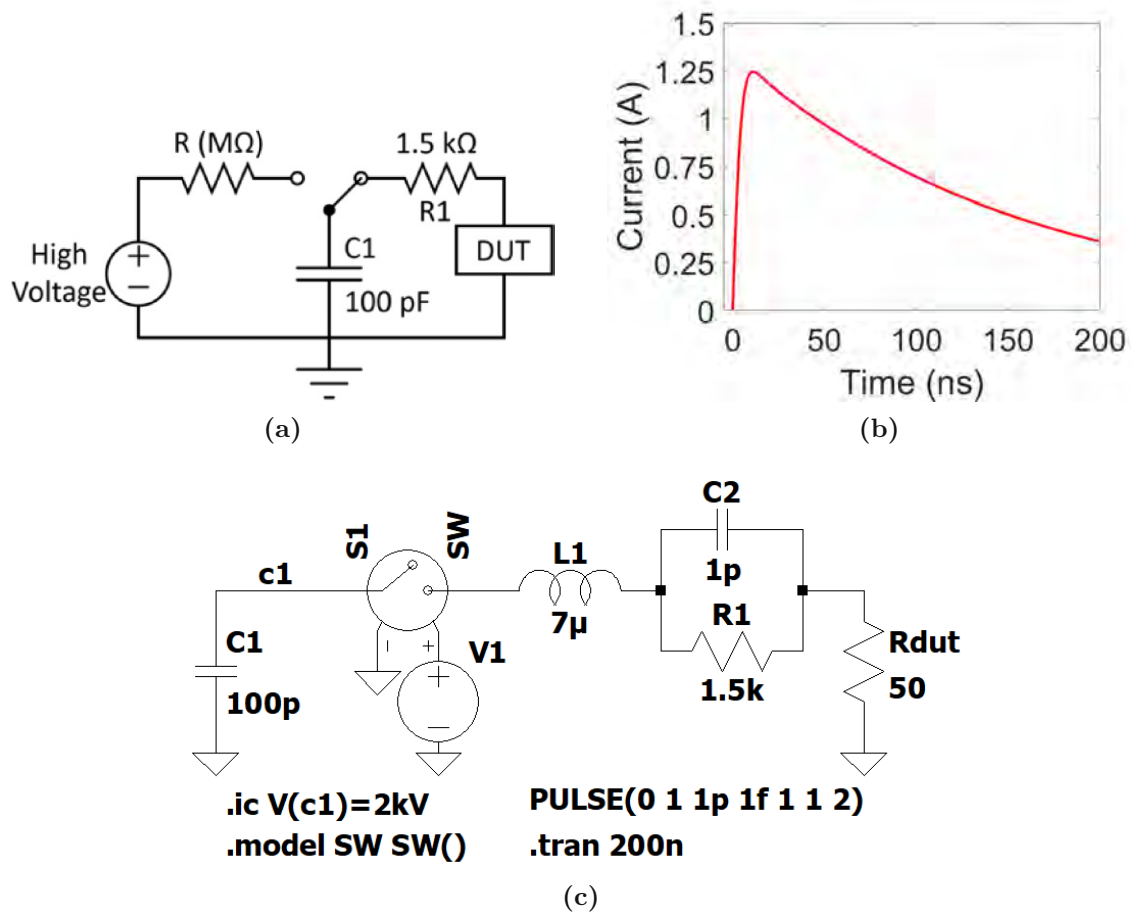 R (MΩ)
1.5 kΩ
R1
+
−
High
Voltage
C1
100 pF
DUT
(a)
1.5
1.25
1
0.75
0.5
0.25
0
Current (A)
0
50
100
150
200
Time (ns)
(b)
c1
C1
100p
S1
SW
V1
+
−
L1
7µ
C2
1p
R1
1.5k
Rdut
50
.ic V(c1)=2kV
.model SW SW()
PULSE(0 1 1p 1f 1 1 2)
.tran 200n
(c)